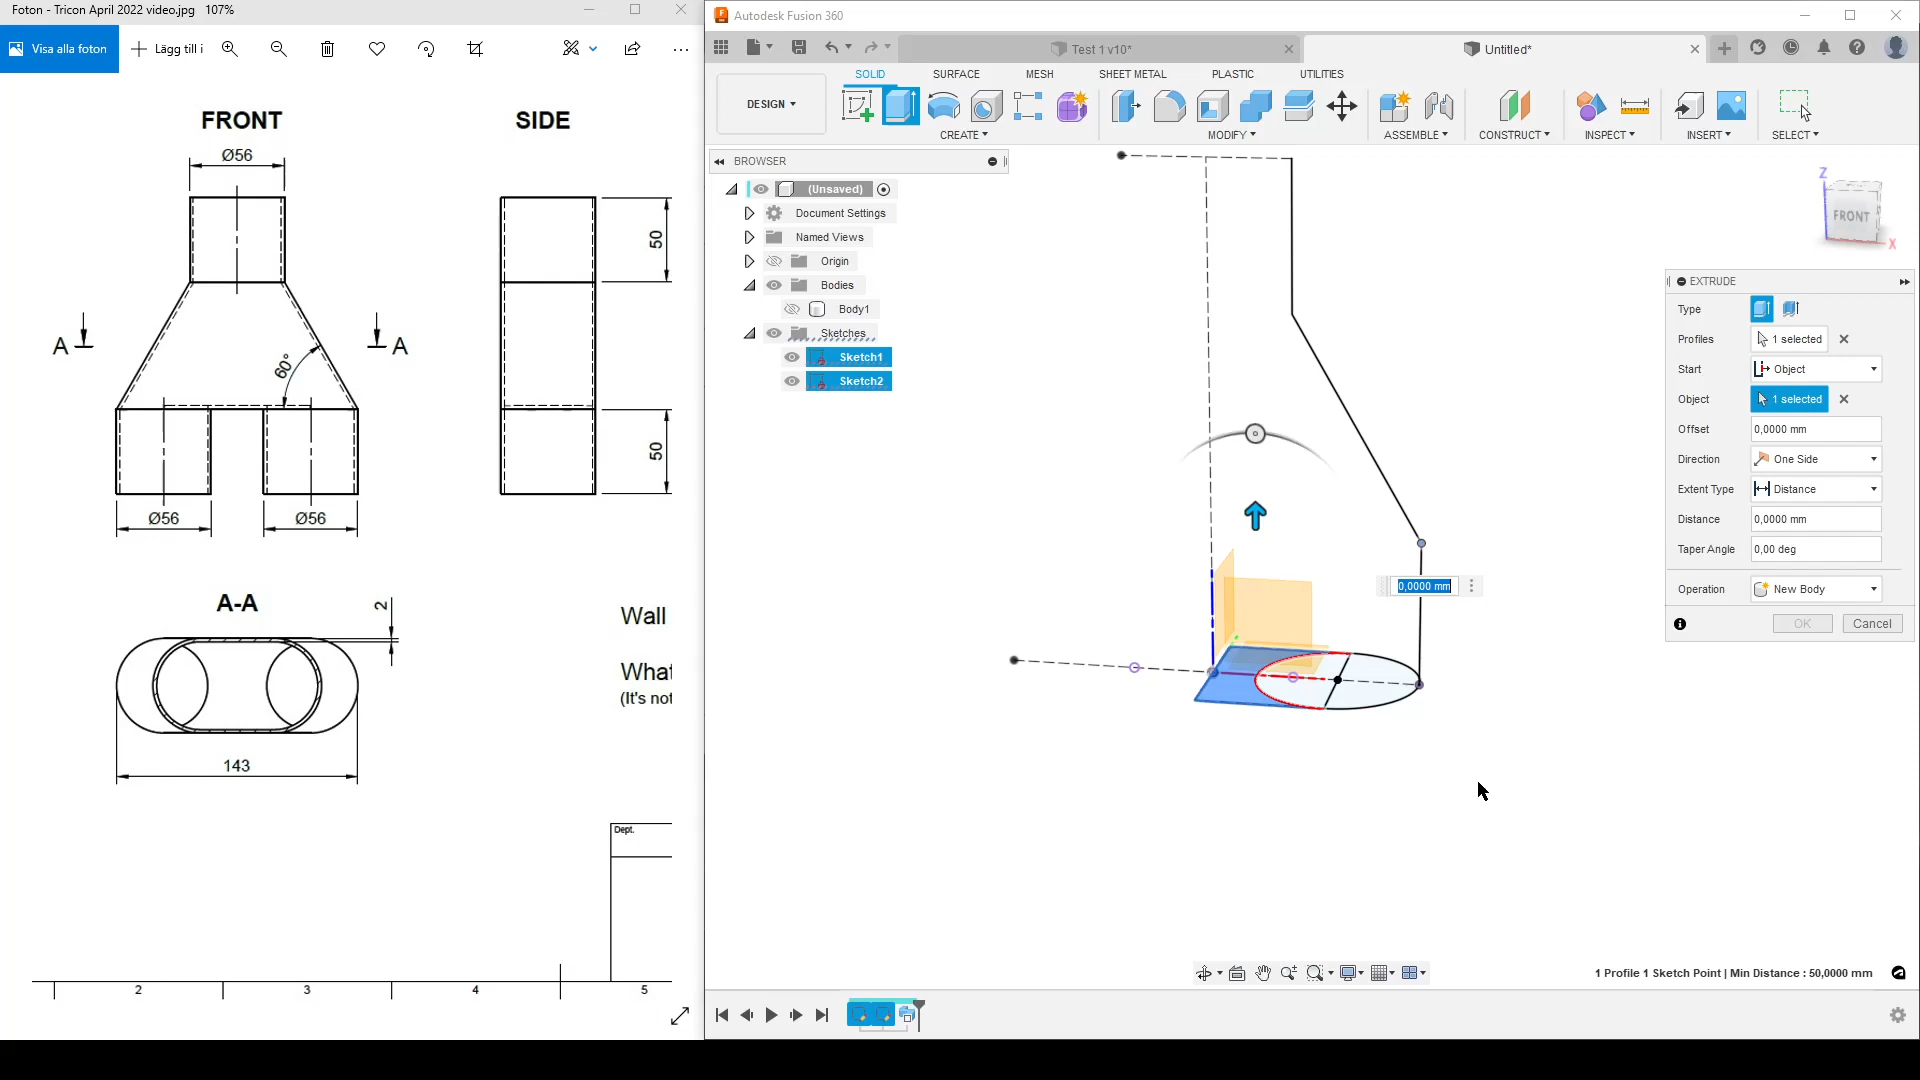 Foton - Tricon April 2022 video.jpg 107%
Visa alla foton
Lägg till i
FRONT
SIDE
Ø56
50
A
A
60°
50
Ø56
Ø56
A-A
2
143
Wall
What
(It's not
Dept.
2
3
4
5
Autodesk Fusion 360
Test 1 v10*
Untitled*
SOLID
SURFACE
MESH
SHEET METAL
PLASTIC
UTILITIES
DESIGN
CREATE
MODIFY
ASSEMBLE
CONSTRUCT
INSPECT
INSERT
SELECT
BROWSER
(Unsaved)
Document Settings
Named Views
Origin
Bodies
Body1
Sketches
Sketch1
Sketch2
Z
FRONT
X
EXTRUDE
Type
Profiles
1 selected
Start
Object
Object
1 selected
Offset
0,0000 mm
Direction
One Side
Extent Type
Distance
Distance
0,0000 mm
Taper Angle
0,00 deg
Operation
New Body
OK
Cancel
0,0000 mm
1 Profile 1 Sketch Point | Min Distance : 50,0000 mm